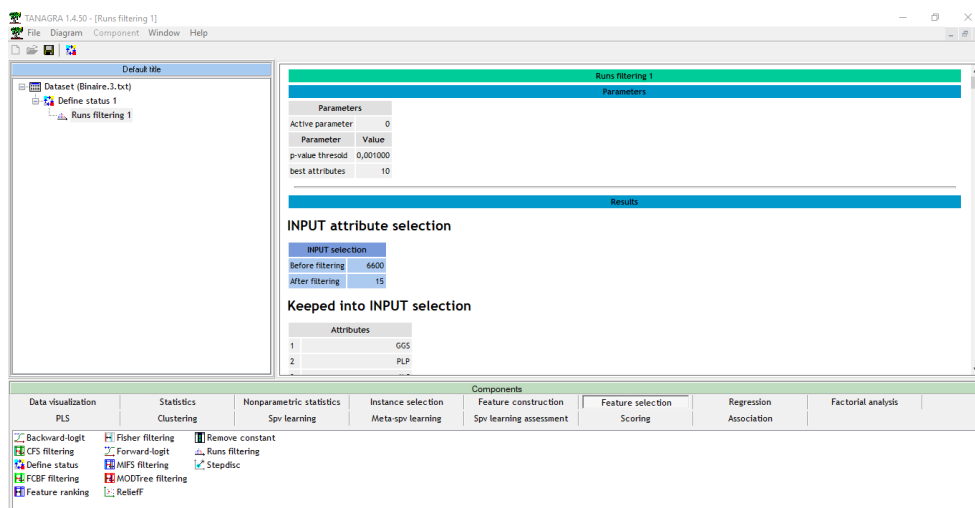 TANAGRA 1.4.50 - [Runs filtering 1]
File Diagram Component Window Help
Default title
Dataset (Binaire.3.txt)
Define status 1
Runs filtering 1
Runs filtering 1
Parameters
Parameters
Active parameter 0
Parameter Value
p-value thresold 0,001000
best attributes 10
Results
INPUT attribute selection
INPUT selection
Before filtering 6600
After filtering 15
Keeped into INPUT selection
Attributes
1 GGS
2 PLP
Components
Data visualization Statistics Nonparametric statistics Instance selection Feature construction Feature selection Regression Factorial analysis
PLS Clustering Spv learning Meta-spv learning Spv learning assessment Scoring Association
Backward-logit Fisher filtering Remove constant
CFS filtering Forward-logit Runs filtering
Define status MIFS filtering Stepdisc
FCBF filtering MODTree filtering
Feature ranking ReliefF